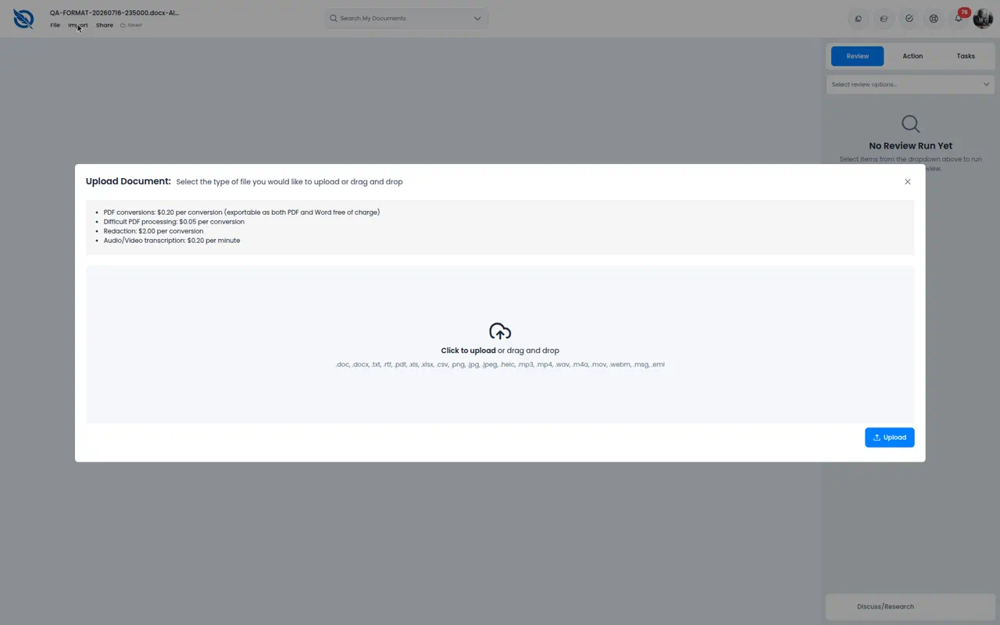 QA-FORMAT-20260716-235000.docx-AI...
File Import Share Saved
Search My Documents
76
Review Action Tasks
Select review options...
No Review Run Yet
Select items from the dropdown above to run
view.
Upload Document: Select the type of file you would like to upload or drag and drop
• PDF conversions: $0.20 per conversion (exportable as both PDF and Word free of charge)
• Difficult PDF processing: $0.05 per conversion
• Redaction: $2.00 per conversion
• Audio/Video transcription: $0.20 per minute
Click to upload or drag and drop
.doc, .docx, .txt, .rtf, .pdf, .xls, .xlsx, .csv, .png, .jpg, .jpeg, .heic, .mp3, .mp4, .wav, .m4a, .mov, .webm, .msg, .eml
Upload
Discuss/Research